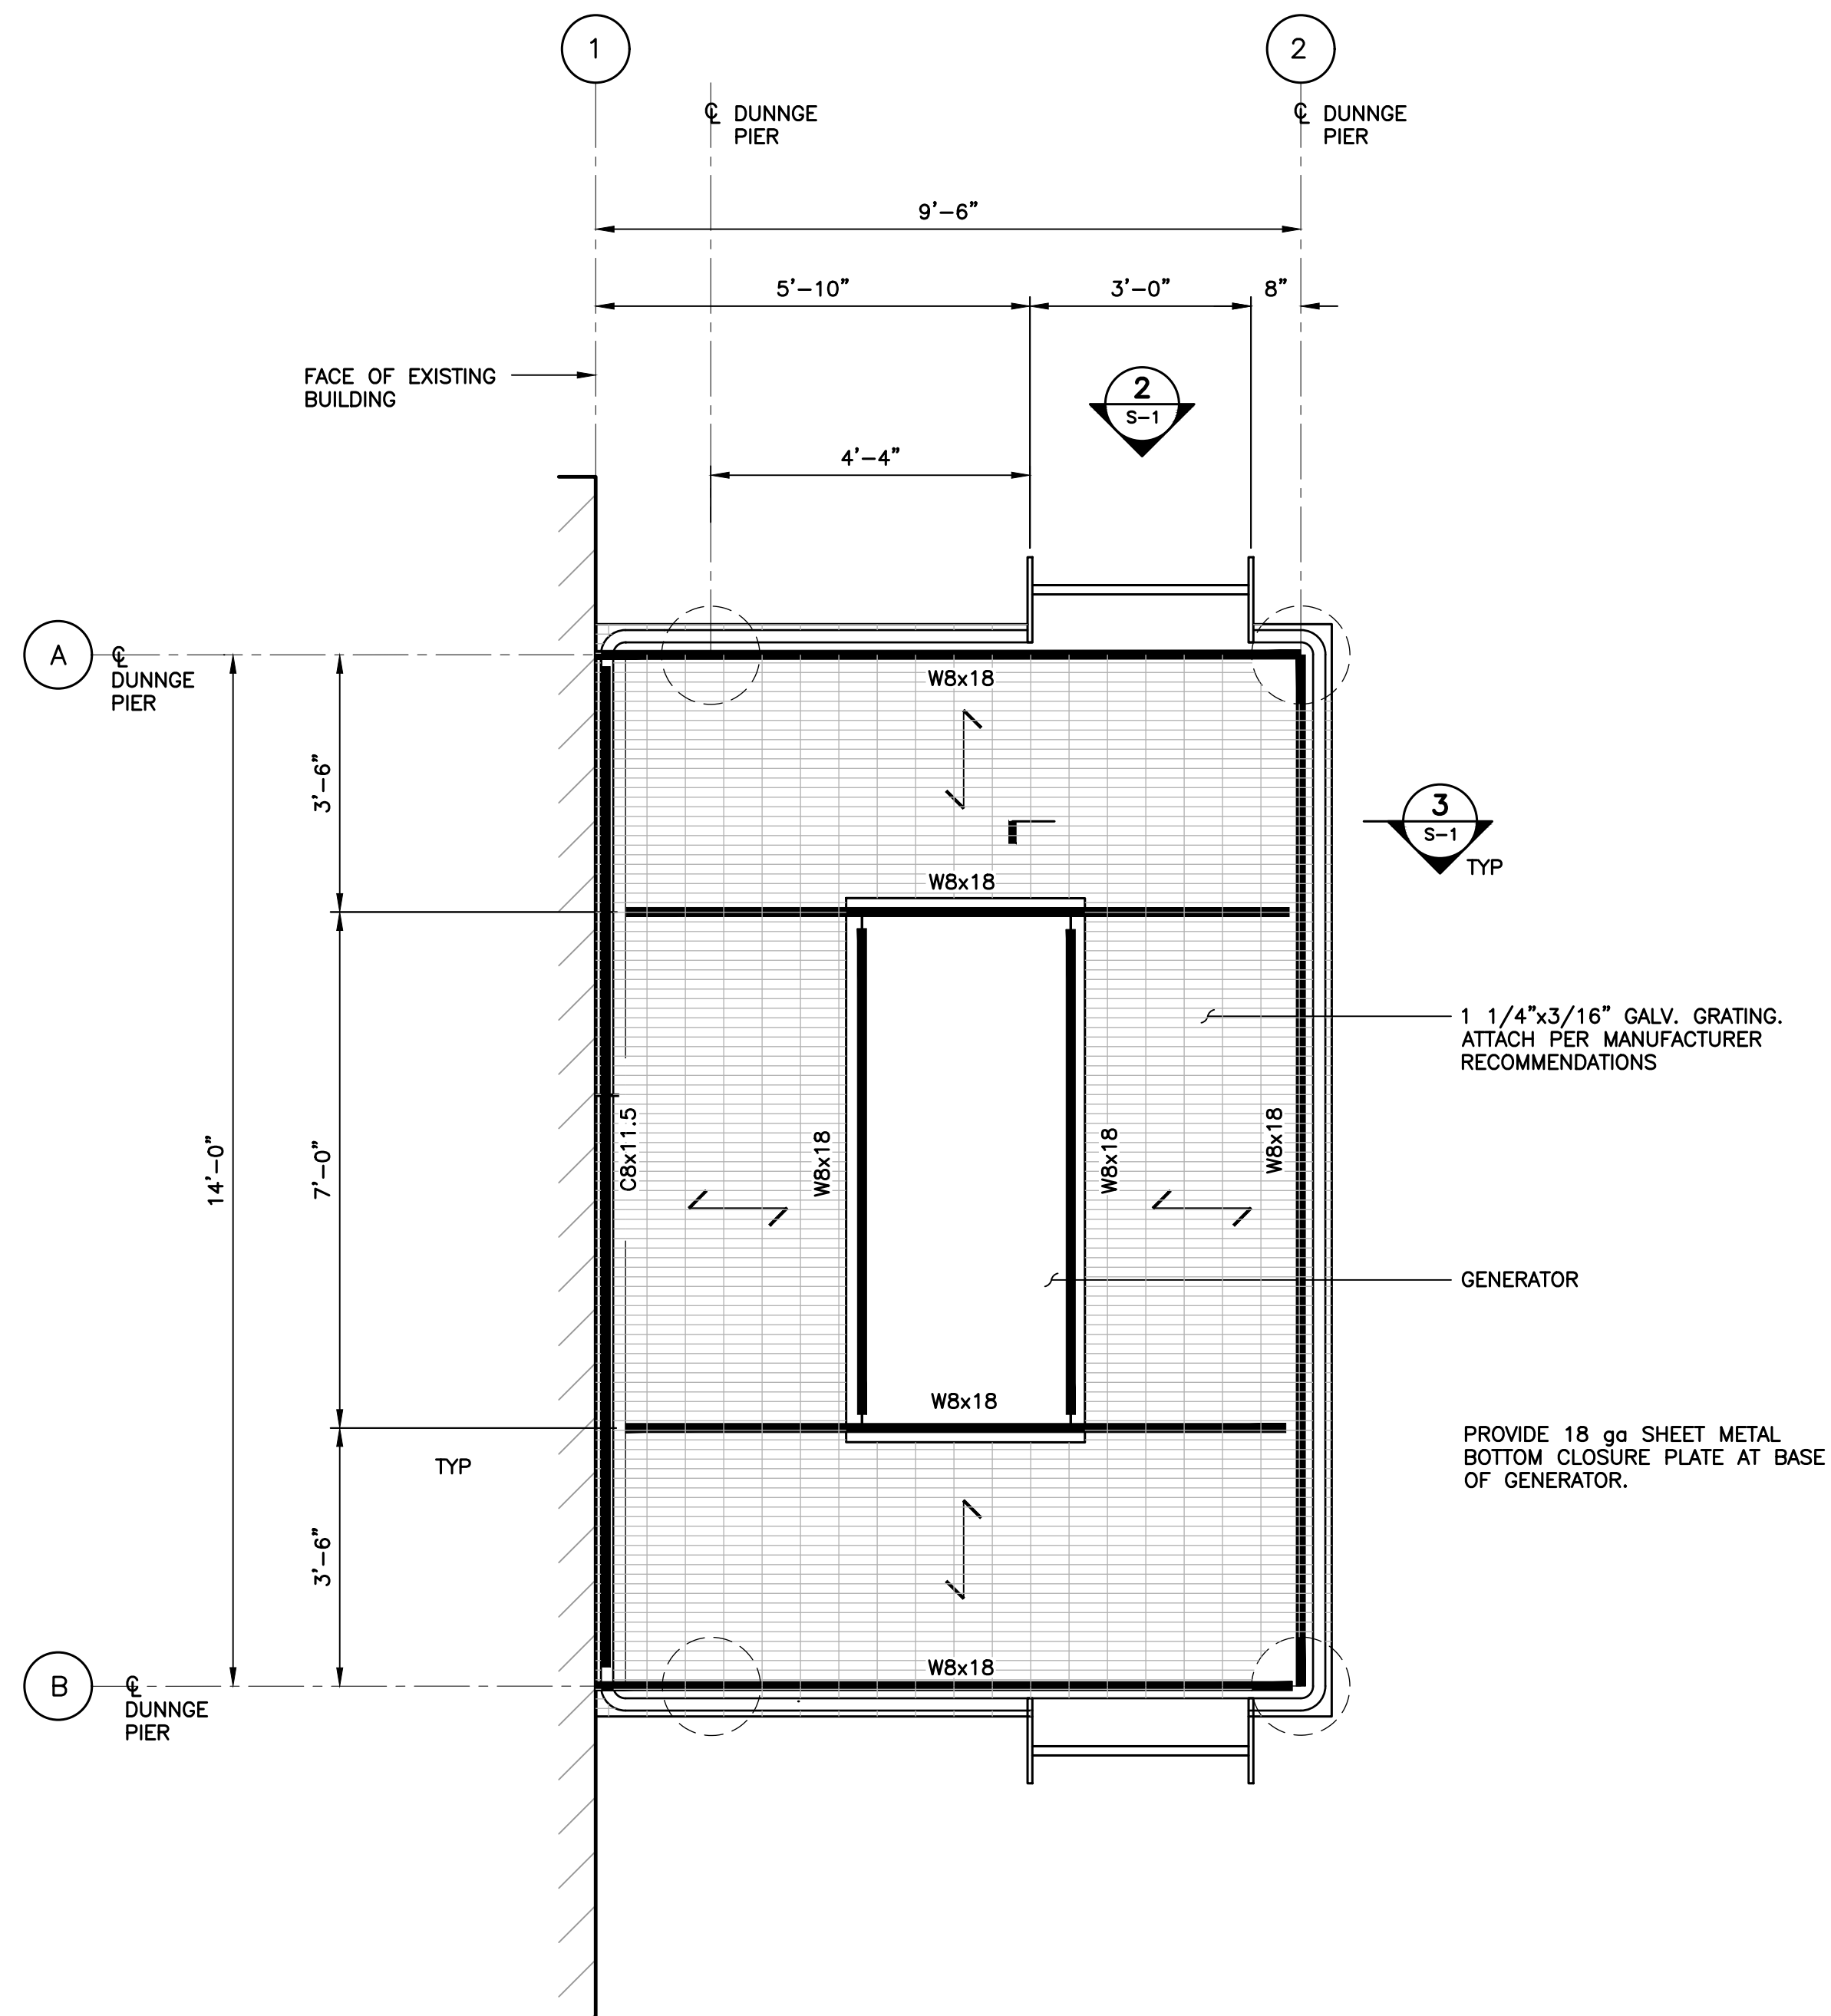 1
2
℄ DUNNGE
PIER
℄ DUNNGE
PIER
9'-6"
5'-10"
3'-0"
8"
FACE OF EXISTING
BUILDING
2
S-1
4'-4"
A
℄
DUNNGE
PIER
W8x18
3'-6"
3
S-1
TYP
W8x18
1 1/4"x3/16" GALV. GRATING.
ATTACH PER MANUFACTURER
RECOMMENDATIONS
14'-0"
7'-0"
C8x11.5
W8x18
W8x18
W8x18
GENERATOR
W8x18
PROVIDE 18 ga SHEET METAL
BOTTOM CLOSURE PLATE AT BASE
OF GENERATOR.
TYP
3'-6"
W8x18
B
℄
DUNNGE
PIER